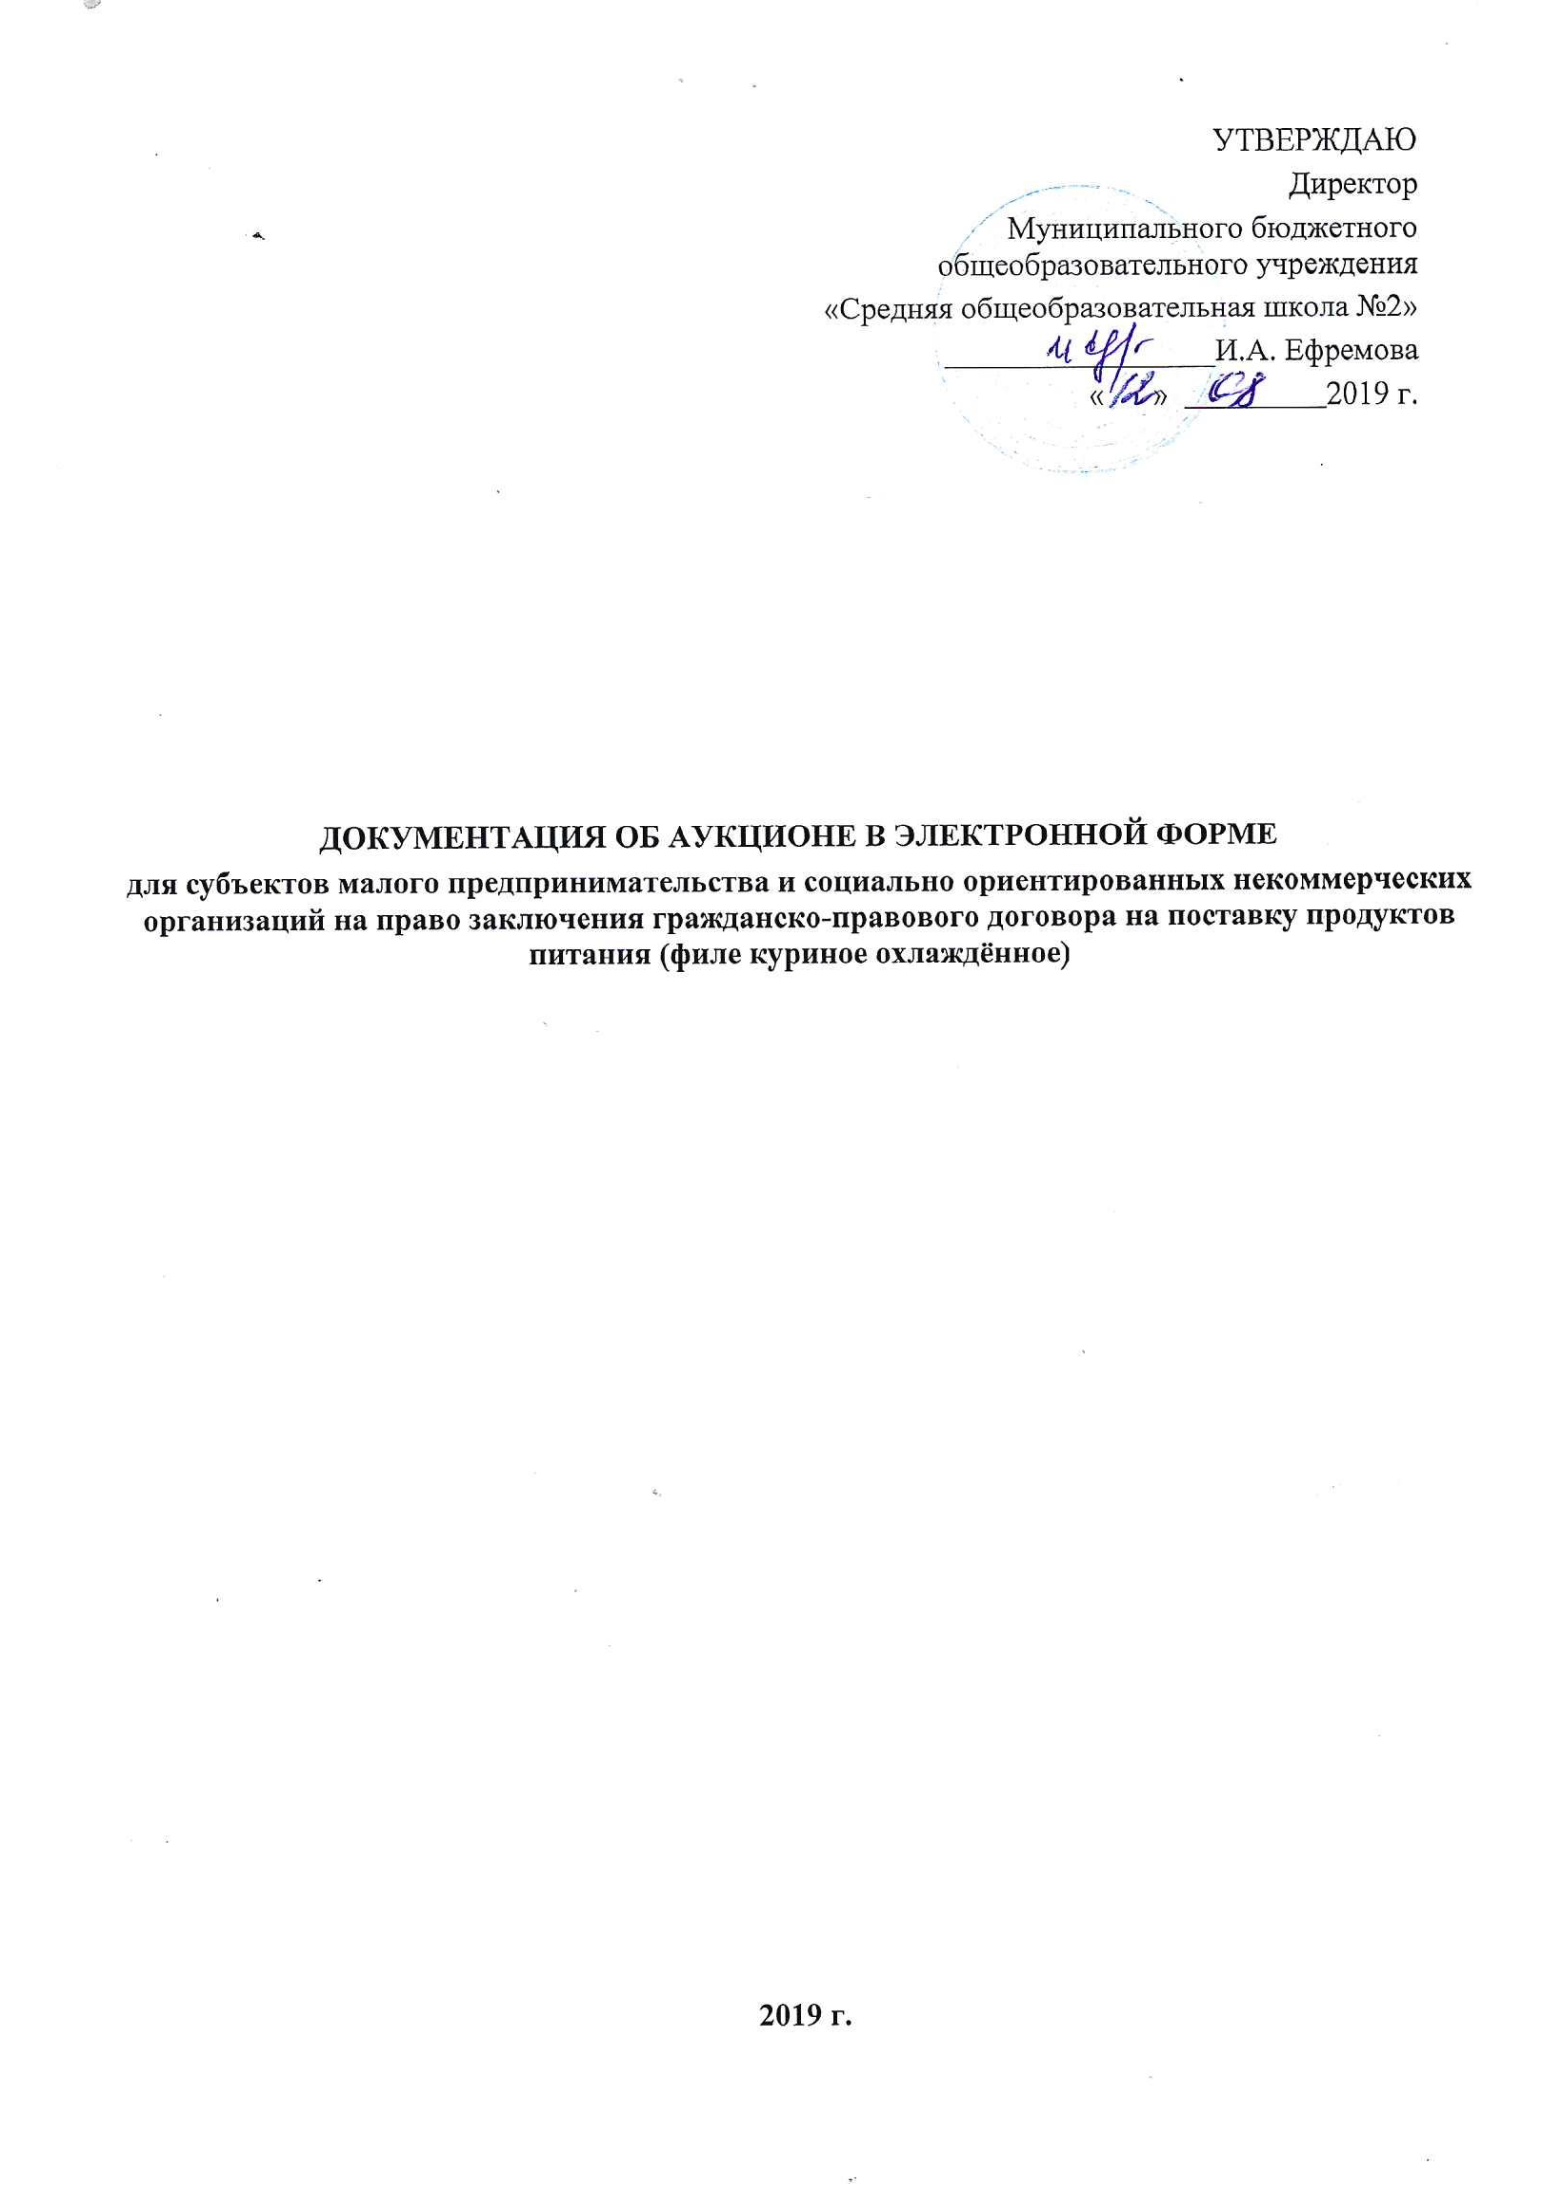 УТВЕРЖДАЮ
Директор
Муниципального бюджетного
общеобразовательного учреждения
«Средняя общеобразовательная школа №2»
И.А. Ефремова
«12» 08 2019 г.
ДОКУМЕНТАЦИЯ ОБ АУКЦИОНЕ В ЭЛЕКТРОННОЙ ФОРМЕ
для субъектов малого предпринимательства и социально ориентированных некоммерческих
организаций на право заключения гражданско-правового договора на поставку продуктов
питания (филе куриное охлаждённое)
2019 г.